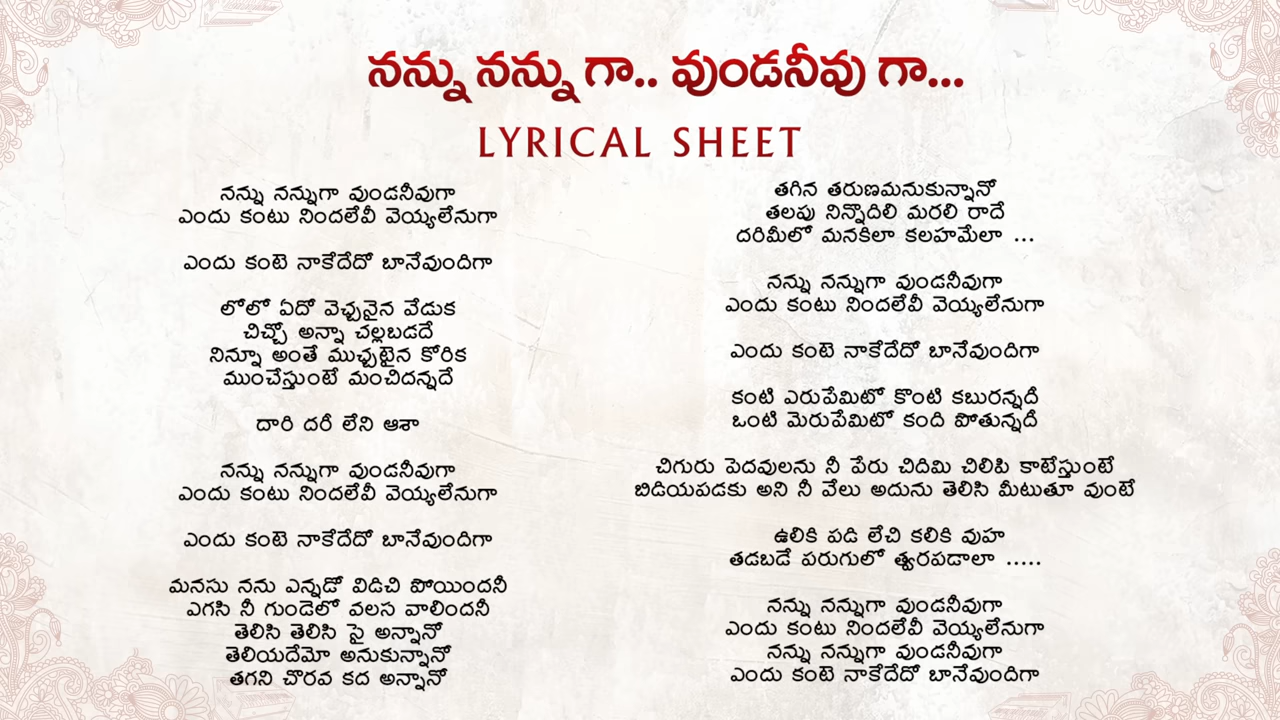 నన్ను నన్ను గా.. వుండనీవు గా...
LYRICAL SHEET
నన్ను నన్నుగా వుండనీవుగా
ఎందు కంటు నిందలేవీ వెయ్యలేనుగా
ఎందు కంటె నాకేదేదో బానేవుందిగా
లోలో ఏదో వెచ్చనైన వేడుక
చిచ్చో అన్నా చల్లబడదే
నిన్నూ అంతే ముచ్చటైన కోరిక
ముంచేస్తుంటే మంచిదన్నదే
దారి దరీ లేని ఆశా
నన్ను నన్నుగా వుండనీవుగా
ఎందు కంటు నిందలేవీ వెయ్యలేనుగా
ఎందు కంటె నాకేదేదో బానేవుందిగా
మనసు నను ఎన్నడో విడిచి పోయిందనీ
ఎగసి నీ గుండెలో వలస వాలిందనీ
తెలిసి తెలిసి సై అన్నానో
తెలియదేమో అనుకున్నానో
తగని చొరవ కద అన్నానో
తగిన తరుణమనుకున్నానో
తలపు నిన్నొదిలి మరలి రాదే
దరిమీలో మనకిలా కలహమేలా ...
నన్ను నన్నుగా వుండనీవుగా
ఎందు కంటు నిందలేవీ వెయ్యలేనుగా
ఎందు కంటె నాకేదేదో బానేవుందిగా
కంటి ఎరుపేమిటో కొంటి కబురన్నదీ
ఒంటి మెరుపేమిటో కంది పోతున్నదీ
చిగురు పెదవులను నీ పేరు చిదిమి చిలిపి కాటేస్తుంటే
బిడియపడకు అని నీ వేలు అదును తెలిసి మీటుతూ వుంటే
ఉలికి పడి లేచి కలికి వుహ
తడబడే పరుగులో త్వరపడాలా .....
నన్ను నన్నుగా వుండనీవుగా
ఎందు కంటు నిందలేవీ వెయ్యలేనుగా
నన్ను నన్నుగా వుండనీవుగా
ఎందు కంటె నాకేదేదో బానేవుందిగా